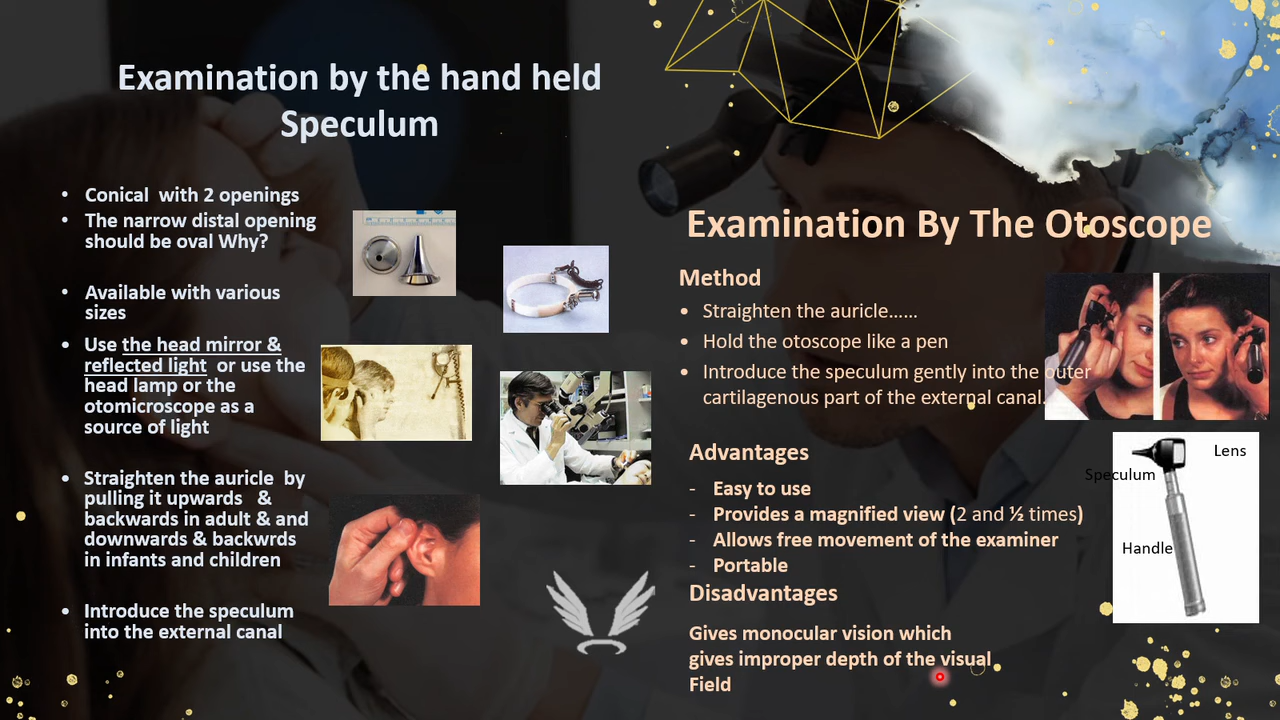 Examination by the hand held
Speculum
• Conical with 2 openings
• The narrow distal opening
should be oval Why?
• Available with various
sizes
• Use the head mirror &
reflected light or use the
head lamp or the
otomicroscope as a
source of light
• Straighten the auricle by
pulling it upwards &
backwards in adult & and
downwards & backwrds
in infants and children
• Introduce the speculum
into the external canal
Examination By The Otoscope
Method
• Straighten the auricle……
• Hold the otoscope like a pen
• Introduce the speculum gently into the outer
cartilagenous part of the external canal.
Advantages
- Easy to use
- Provides a magnified view (2 and ½ times)
- Allows free movement of the examiner
- Portable
Disadvantages
Gives monocular vision which
gives improper depth of the visual
Field
Lens
Speculum
Handle